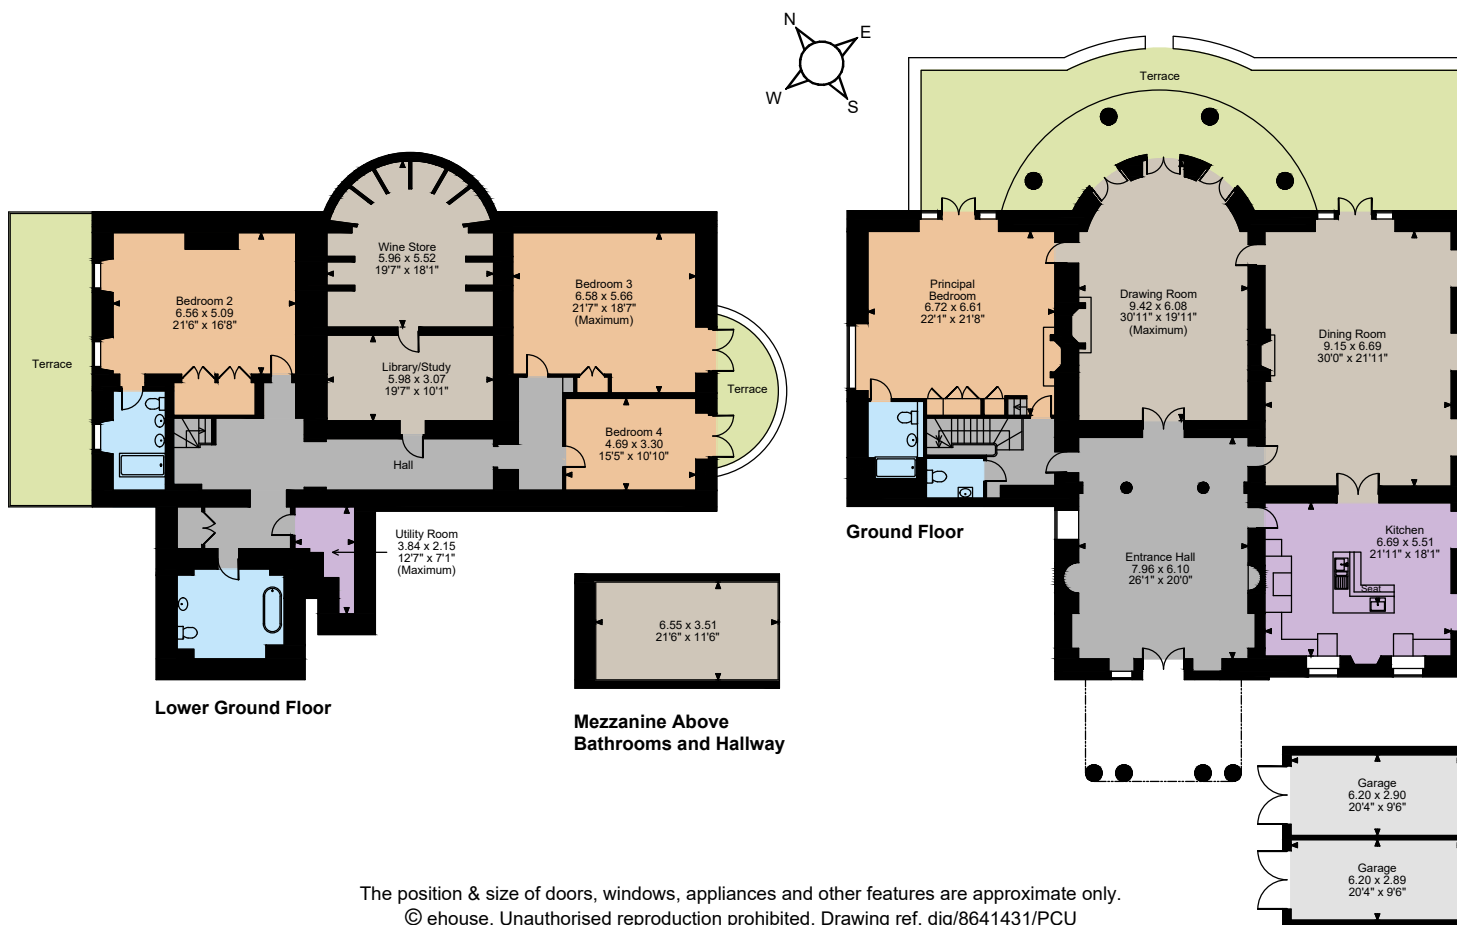 N
E
W
S
Terrace
Wine Store
5.96 x 5.52
19'7" x 18'1"
Bedroom 2
6.56 x 5.09
21'6" x 16'8"
Bedroom 3
6.58 x 5.66
21'7" x 18'7"
(Maximum)
Terrace
Library/Study
5.98 x 3.07
19'7" x 10'1"
Terrace
Bedroom 4
4.69 x 3.30
15'5" x 10'10"
Hall
Utility Room
3.84 x 2.15
12'7" x 7'1"
(Maximum)
Lower Ground Floor
6.55 x 3.51
21'6" x 11'6"
Mezzanine Above
Bathrooms and Hallway
Principal
Bedroom
6.72 x 6.61
22'1" x 21'8"
Drawing Room
9.42 x 6.08
30'11" x 19'11"
(Maximum)
Dining Room
9.15 x 6.69
30'0" x 21'11"
Ground Floor
Entrance Hall
7.96 x 6.10
26'1" x 20'0"
Kitchen
6.69 x 5.51
21'11" x 18'1"
Seat
Garage
6.20 x 2.90
20'4" x 9'6"
Garage
6.20 x 2.89
20'4" x 9'6"
The position & size of doors, windows, appliances and other features are approximate only.
© ehouse. Unauthorised reproduction prohibited. Drawing ref. dig/8641431/PCU